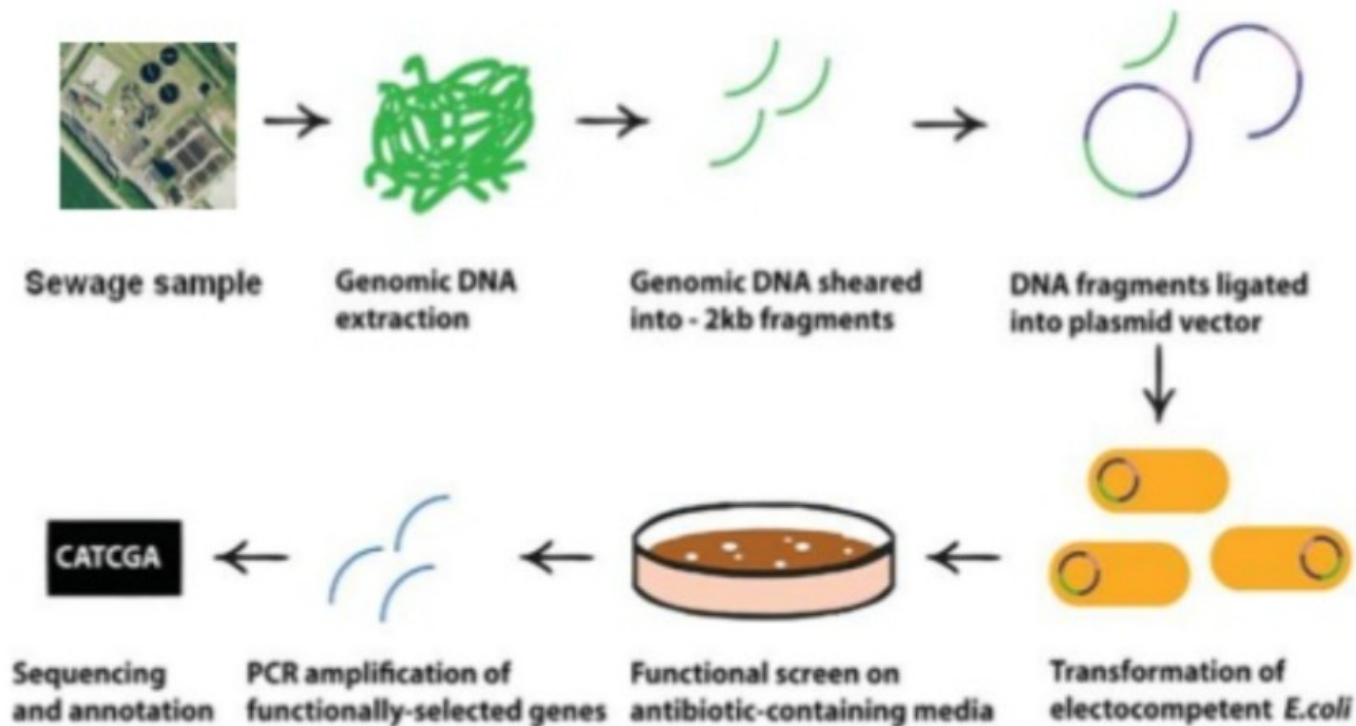 Sewage sample
Genomic DNA
extraction
Genomic DNA sheared
into - 2kb fragments
DNA fragments ligated
into plasmid vector
CATCGA
Sequencing
and annotation
PCR amplification of
functionally-selected genes
Functional screen on
antibiotic-containing media
Transformation of
electocompetent E.coli